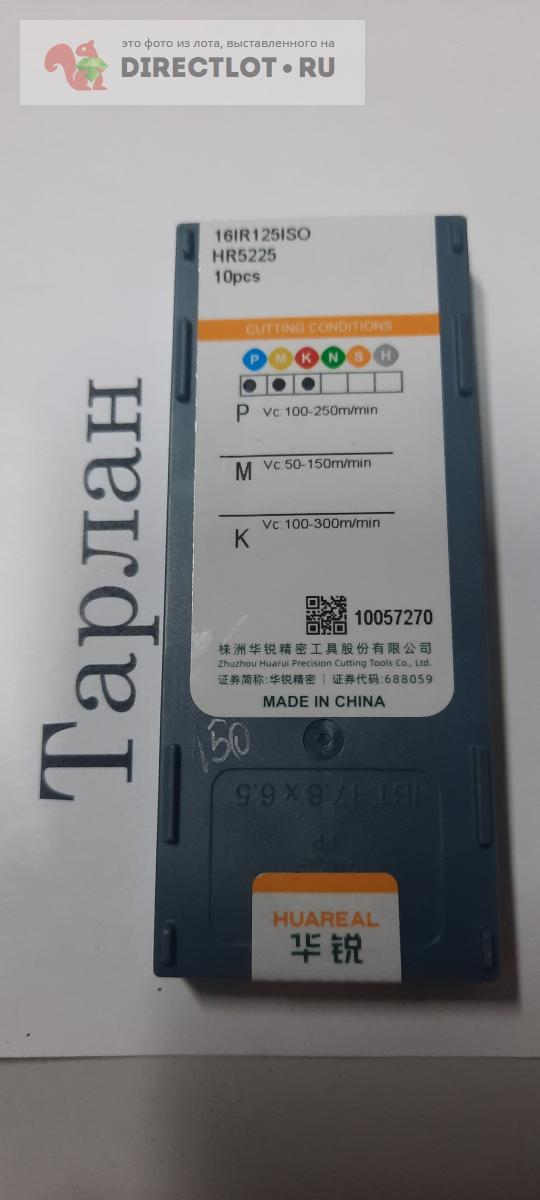 это фото из лота, выставленного на
DIRECTLOT.RU
16IR125ISO
HR5225
10pcs
CUTTING CONDITIONS
P M K N S H
P Vc:100-250m/min
M Vc:50-150m/min
K Vc:100-300m/min
10057270
株洲华锐精密工具股份有限公司
Zhuzhou Huarui Precision Cutting Tools Co., Ltd.
证券简称:华锐精密 | 证券代码:688059
MADE IN CHINA
150
IBT 17.8 x 6.5
PP
HUAREAL
华锐
Тарлан